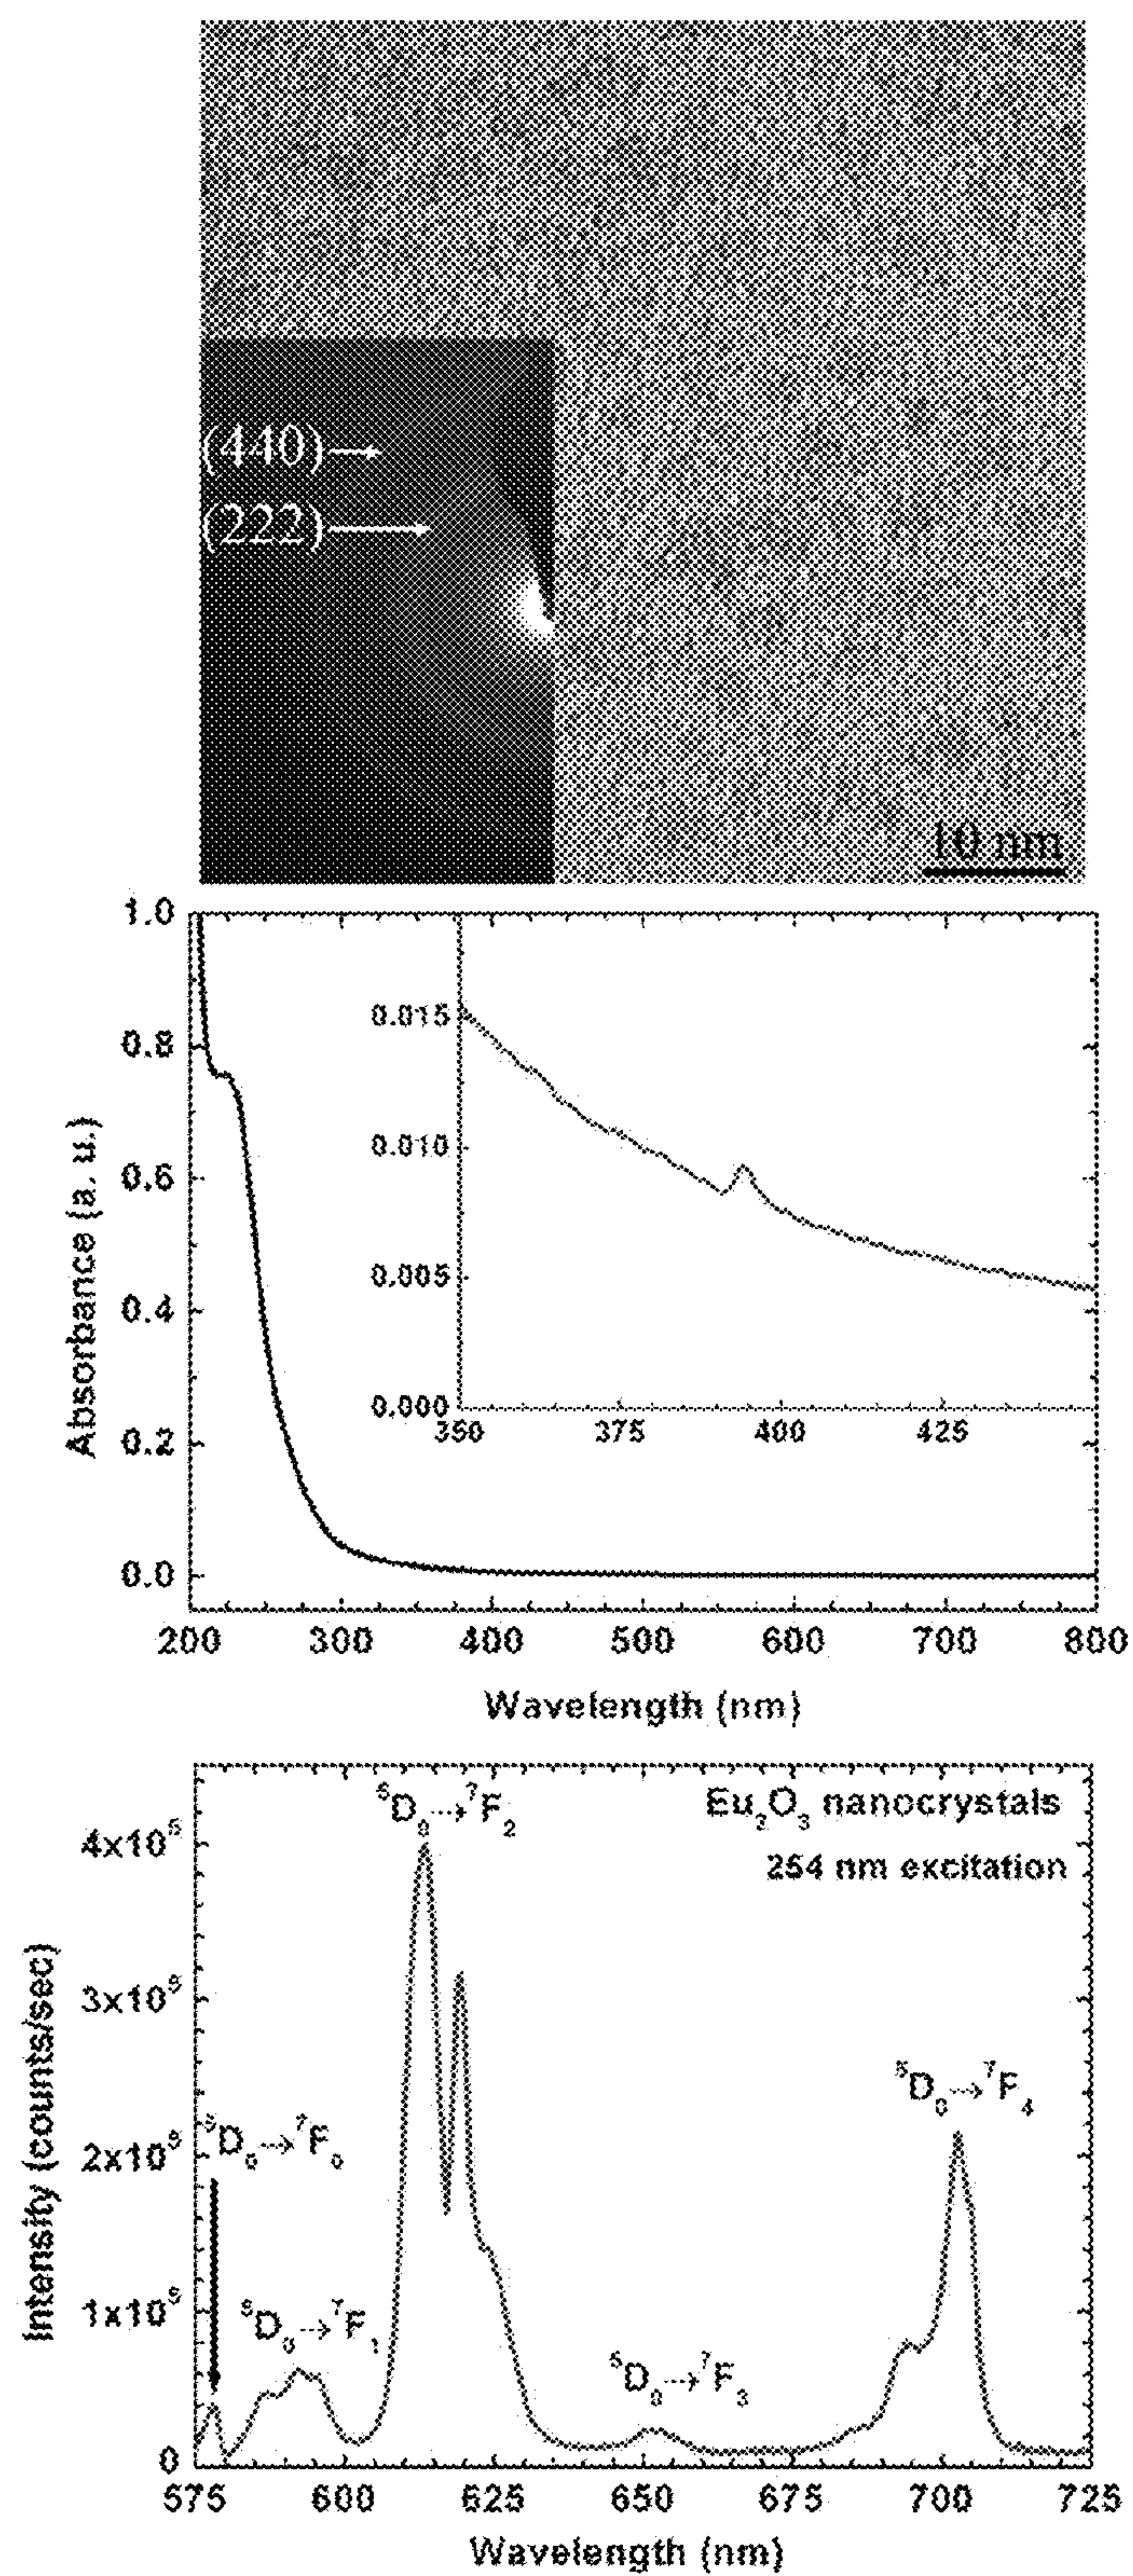 (440)
(222)
10 nm
1.0
0.8
0.6
0.4
0.2
0.0
Absorbance (a. u.)
0.015
0.010
0.005
0.000
350 375 400 425
200 300 400 500 600 700 800
Wavelength (nm)
⁵D₀→⁷F₂
Eu₂O₃ nanocrystals
254 nm excitation
4x10⁵
3x10⁵
2x10⁵
1x10⁵
0
Intensity (counts/sec)
⁵D₀→⁷F₄
⁵D₀→⁷F₀
⁵D₀→⁷F₁
⁵D₀→⁷F₃
575 600 625 650 675 700 725
Wavelength (nm)